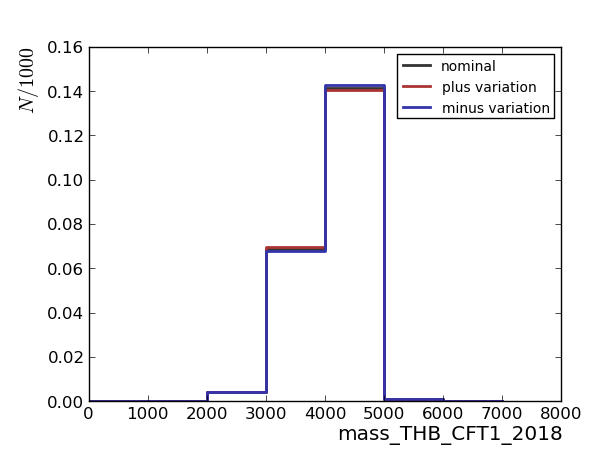 N/1000
0.16
0.14
0.12
0.10
0.08
0.06
0.04
0.02
0.00
nominal
plus variation
minus variation
0 1000 2000 3000 4000 5000 6000 7000 8000
mass_THB_CFT1_2018